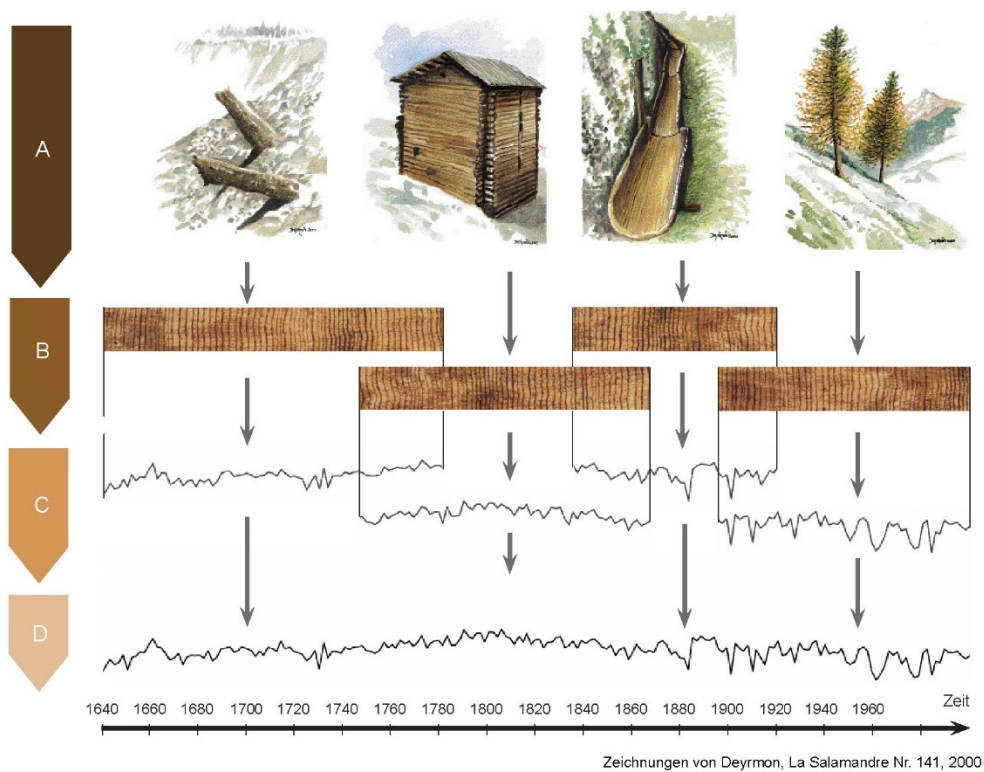 A
B
C
D
Zeit
1640 1660 1680 1700 1720 1740 1760 1780 1800 1820 1840 1860 1880 1900 1920 1940 1960
Zeichnungen von Deyrmon, La Salamandre Nr. 141, 2000